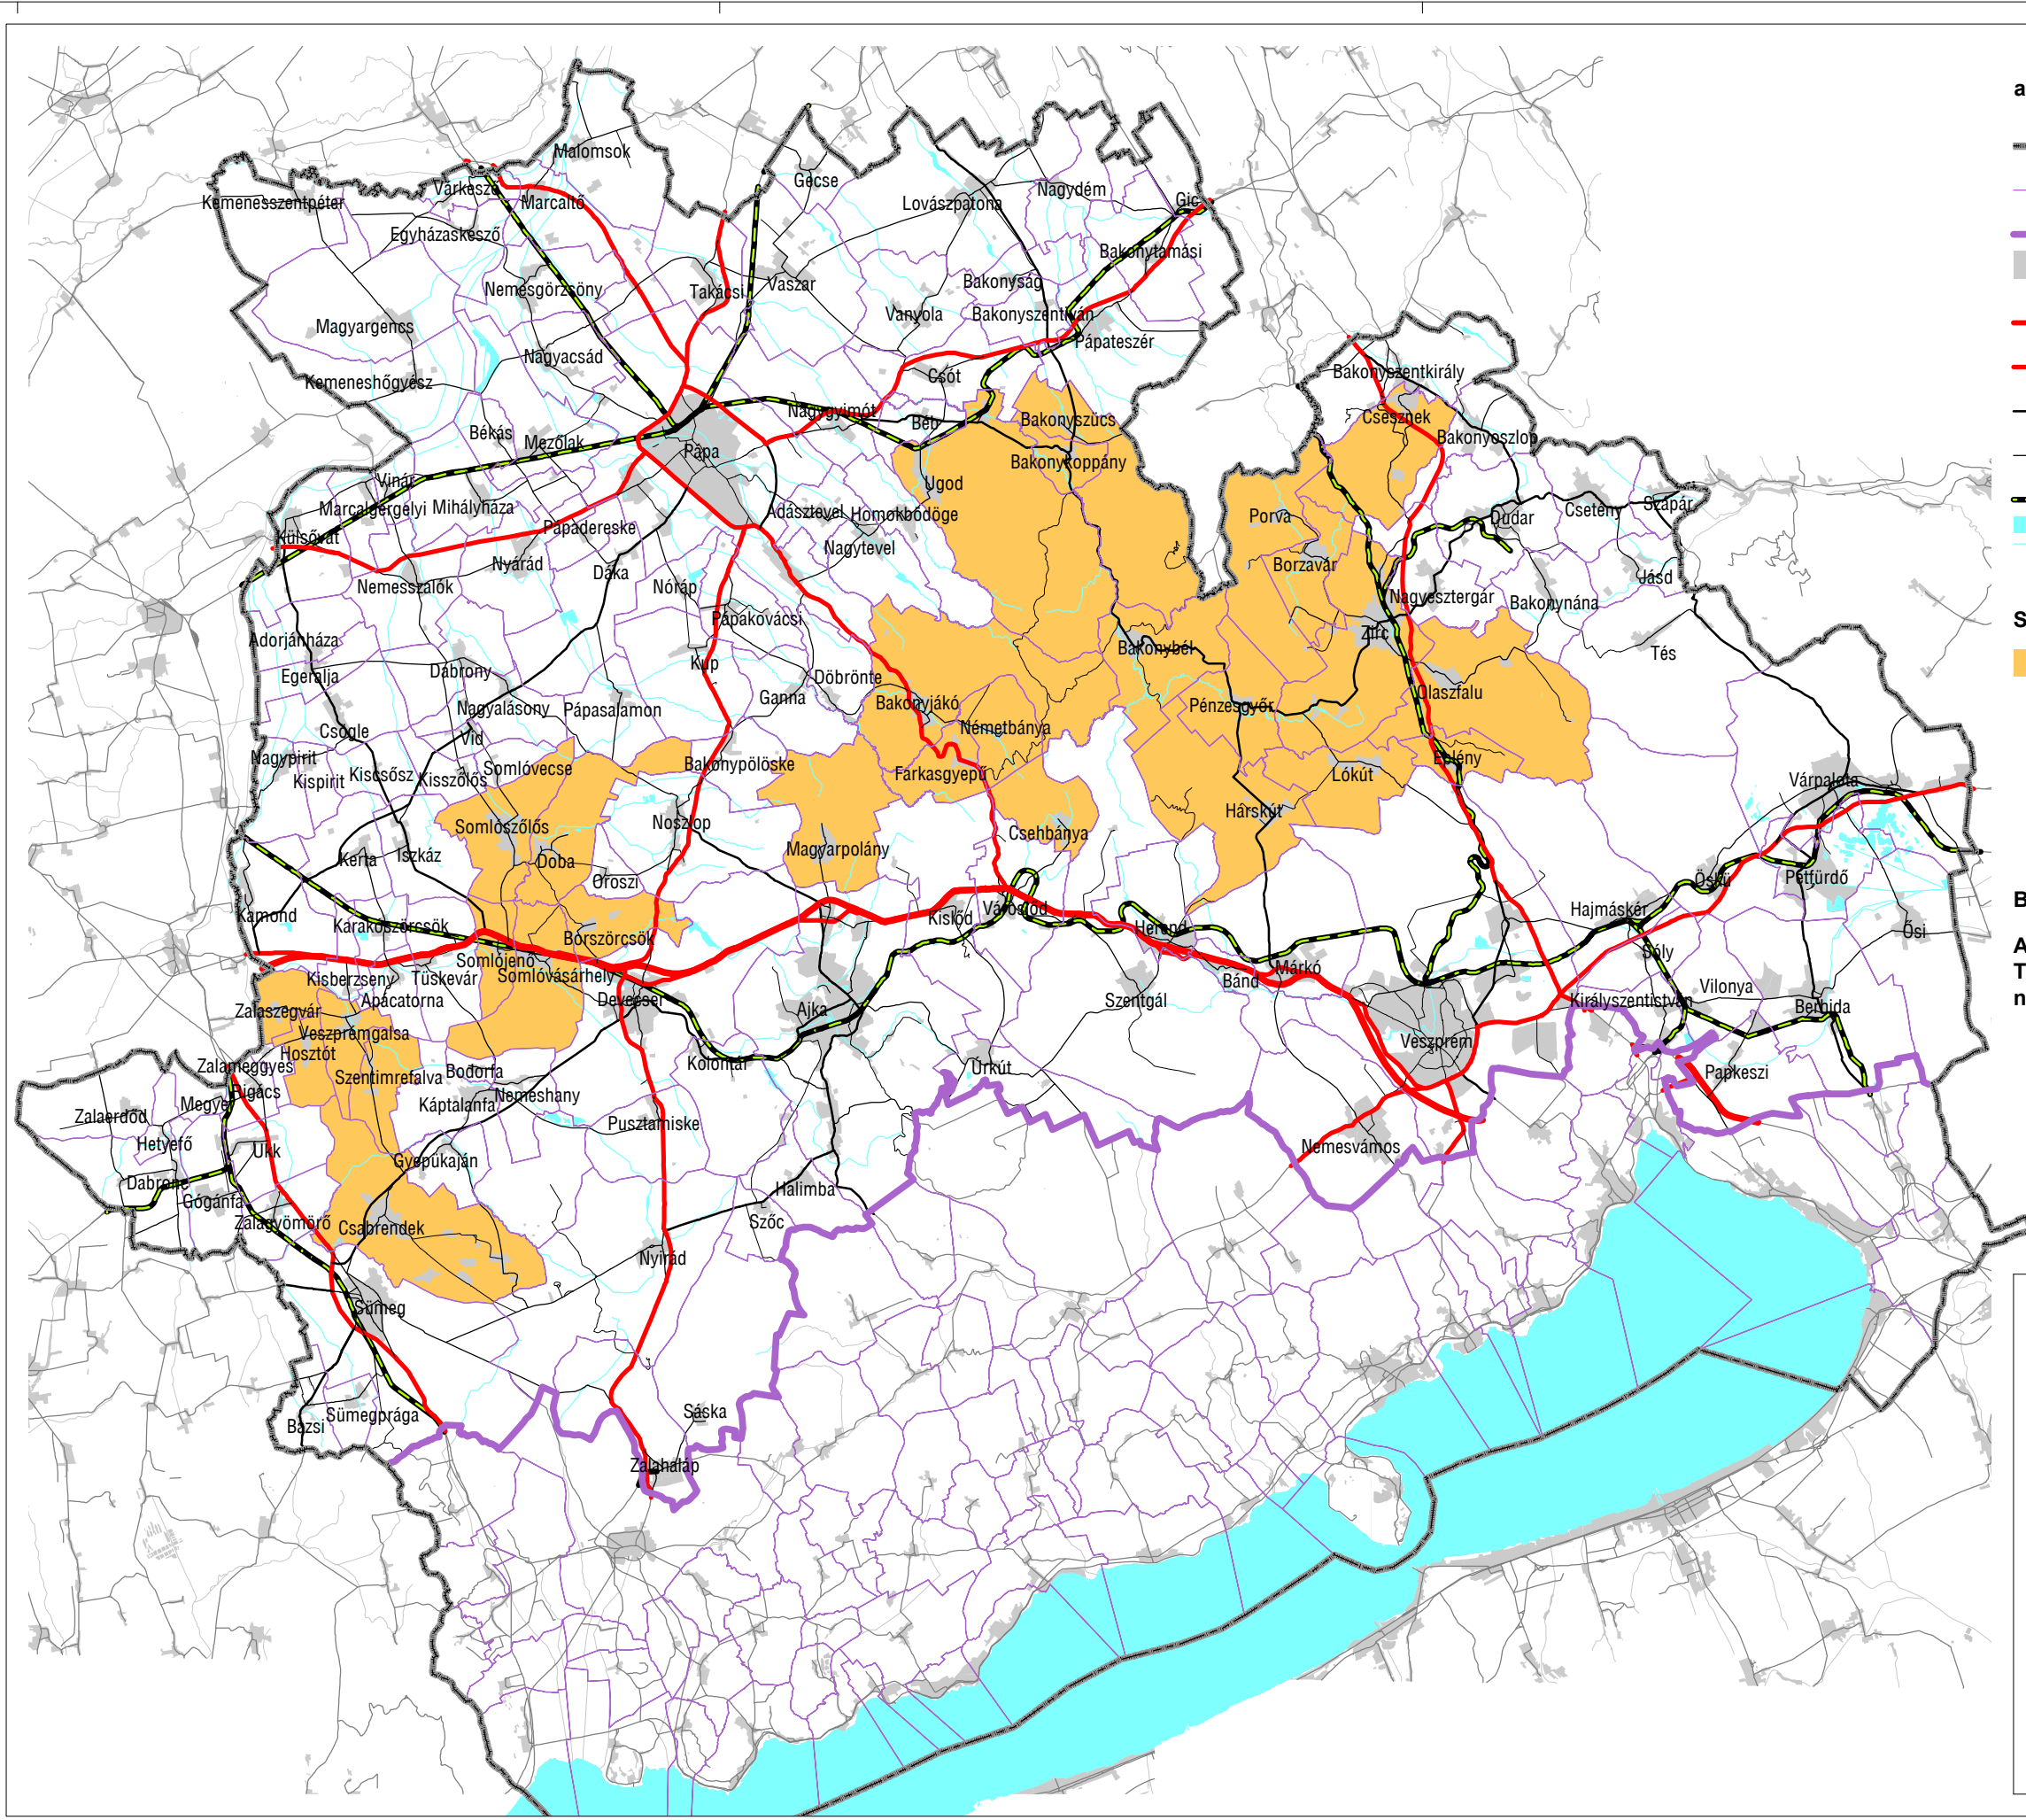 a
Malomsok
Gecse
Várkesző
Nagydém
Kemenesszentpéter
Marcaltő
Lovászpatona
Gic
Egyházaskesző
Bakonytamási
Nemesgörzsöny
Takácsi
Vaszar
Bakonyság
Magyargencs
Vanyola
Bakonyszentiván
Pápateszér
Nagyacsád
Bakonyszentkirály
Kemeneshőgyész
Csót
Nagygyimót
Csesznek
Békás
Mezőlak
Béb
Bakonyszücs
Bakonyoszlop
Pápa
Bakonykoppány
Vinár
Ugod
Marcalgergelyi
Mihályháza
Adásztevel
Homokbödöge
Porva
Dudar
Csetény
Szápár
Külsővat
Pápadereske
Nagytevel
Nemesszalók
Nyárád
Dáka
Nóráp
Borzavár
Jásd
Nagyesztergár
Bakonynána
Pápakovácsi
S
Adorjánháza
Zirc
Bakonybél
Tés
Egeralja
Dabrony
Kup
Döbrönte
Ganna
Olaszfalu
Nagyalásony
Pápasalamon
Bakonyjákó
Pénzesgyőr
Csögle
Vid
Németbánya
Nagypirit
Kispirit
Kiscsősz
Kisszőlős
Somlóvecse
Bakonypölöske
Farkasgyepű
Lókút
Eplény
Várpalota
Somlószőlős
Noszlop
Csehbánya
Hárskút
Kerta
Iszkáz
Doba
Magyarpolány
Oroszi
Öskü
Pétfürdő
Kamond
Karakószörcsök
Kislőd
Városlőd
Hajmáskér
B
Borszörcsök
Herend
Ősi
Somlójenő
Sóly
A
Kisberzseny
Tüskevár
Somlóvásárhely
Bánd
Márkó
T
Apácatorna
Devecser
Szentgál
Királyszentistván
Vilonya
n
Zalaszegvár
Ajka
Berhida
Veszprémgalsa
Veszprém
Hosztót
Zalameggyes
Szentimrefalva
Bodorfa
Kolontár
Úrkút
Papkeszi
Rigács
Megyer
Káptalanfa
Nemeshany
Zalaerdőd
Pusztamiske
Hetyefő
Ukk
Nemesvámos
Dabronc
Gyepükaján
Gógánfa
Halimba
Zalagyömörő
Csabrendek
Szőc
Nyirád
Sümeg
Sáska
Sümegprága
Bazsi
Zalahaláp